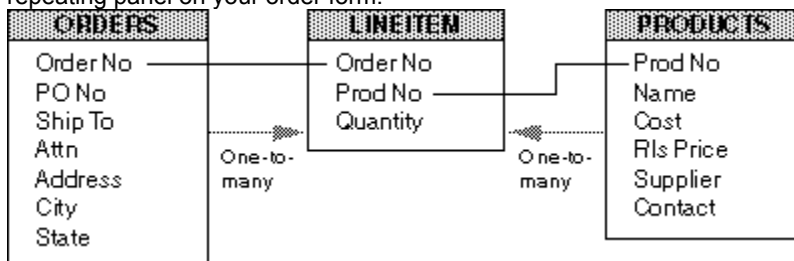 repeating panel on your order form.
ORDERS
Order No
PO No
Ship To
Attn
Address
City
State
One-to-
many
LINEITEM
Order No
Prod No
Quantity
One-to-
many
PRODUCTS
Prod No
Name
Cost
Rls Price
Supplier
Contact